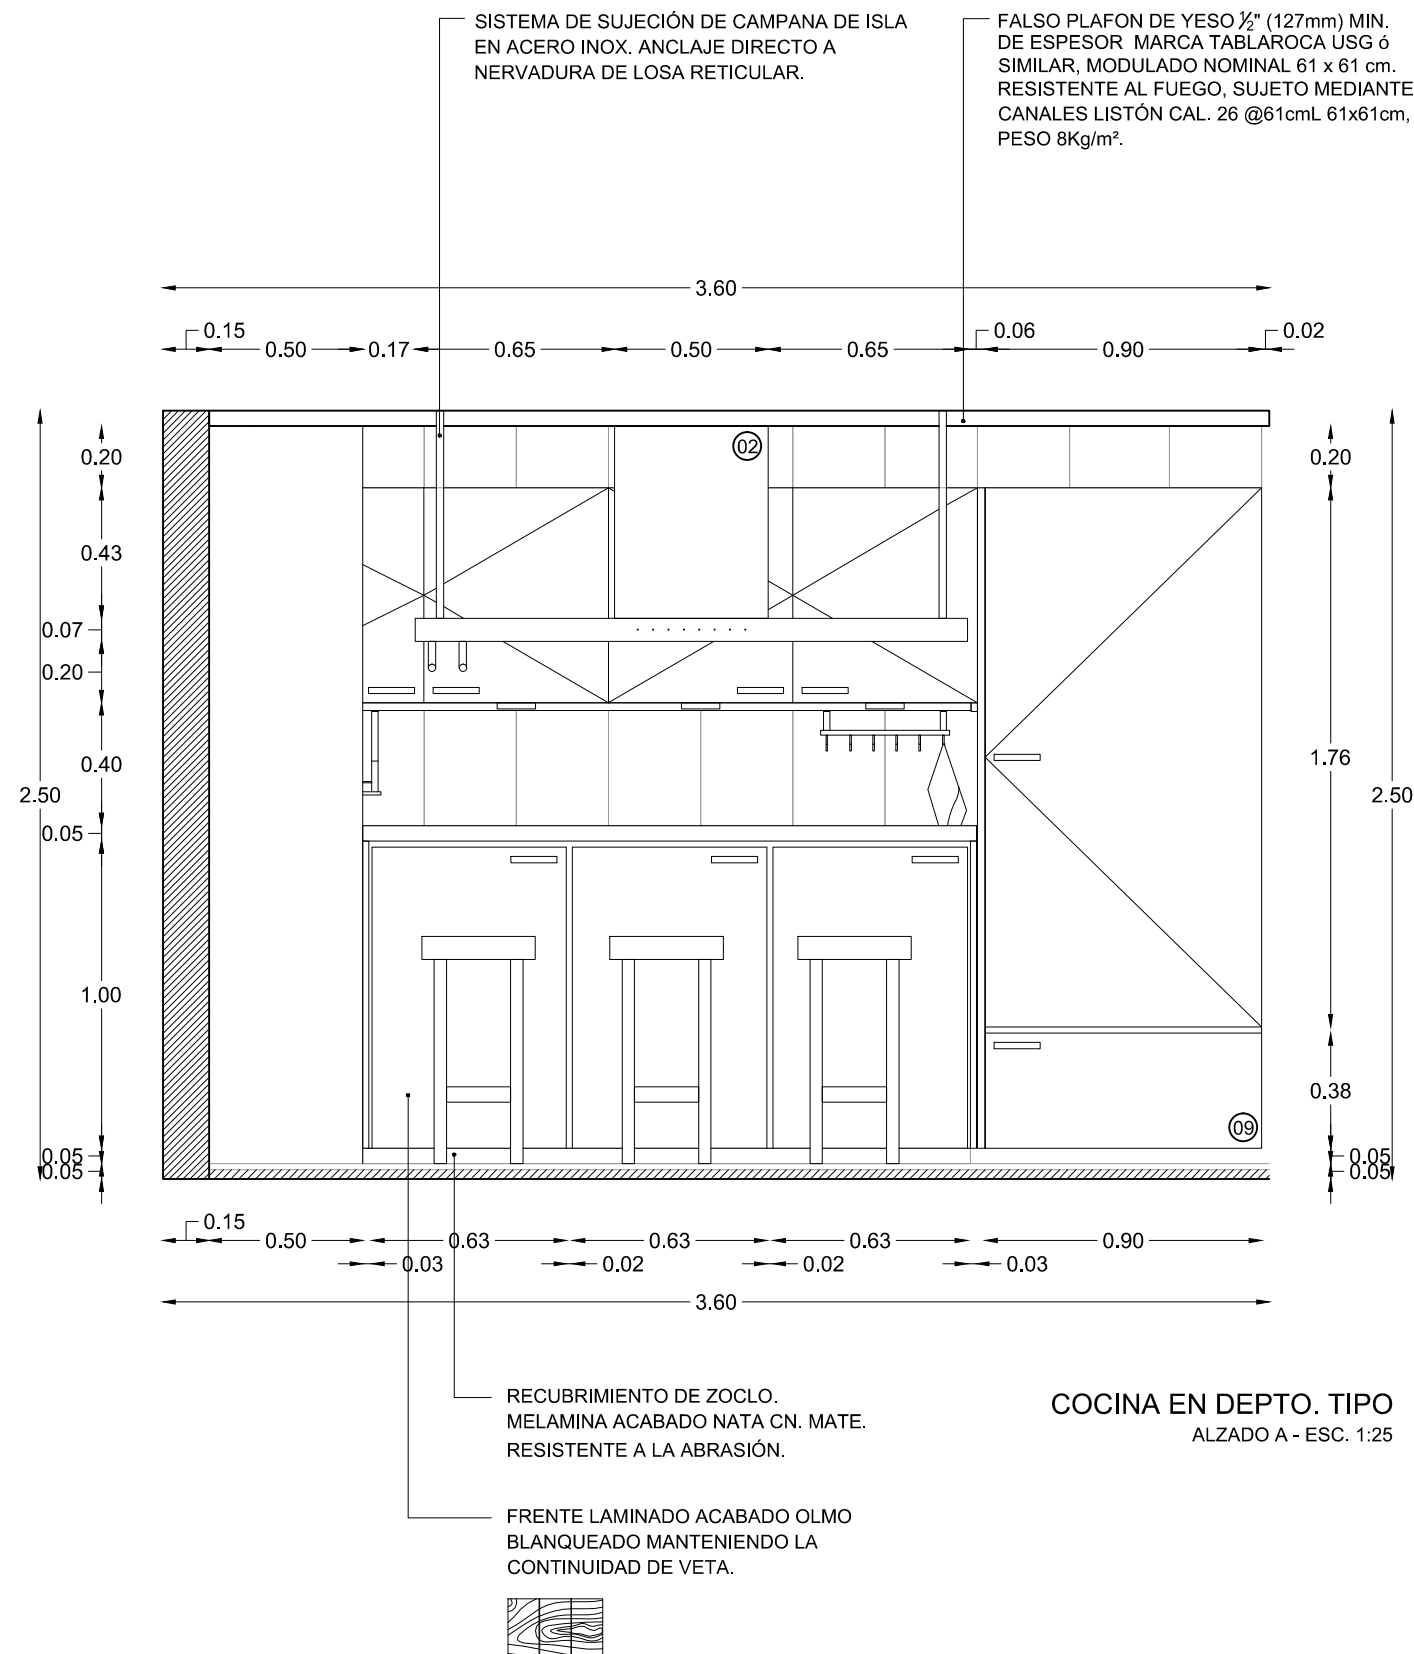 SISTEMA DE SUJECIÓN DE CAMPANA DE ISLA
EN ACERO INOX. ANCLAJE DIRECTO A
NERVADURA DE LOSA RETICULAR.
FALSO PLAFON DE YESO ½" (127mm) MIN.
DE ESPESOR MARCA TABLAROCA USG ó
SIMILAR, MODULADO NOMINAL 61 x 61 cm.
RESISTENTE AL FUEGO, SUJETO MEDIANTE
CANALES LISTÓN CAL. 26 @61cmL 61x61cm,
PESO 8Kg/m².
3.60
0.15
0.50
0.17
0.65
0.50
0.65
0.06
0.90
0.02
2.50
0.20
0.43
0.07
0.20
0.40
0.05
1.00
0.05
0.05
02
09
0.20
1.76
0.38
0.05
0.05
2.50
0.15
0.50
0.63
0.63
0.63
0.90
0.03
0.02
0.02
0.03
3.60
RECUBRIMIENTO DE ZOCLO.
MELAMINA ACABADO NATA CN. MATE.
RESISTENTE A LA ABRASIÓN.
COCINA EN DEPTO. TIPO
ALZADO A - ESC. 1:25
FRENTE LAMINADO ACABADO OLMO
BLANQUEADO MANTENIENDO LA
CONTINUIDAD DE VETA.